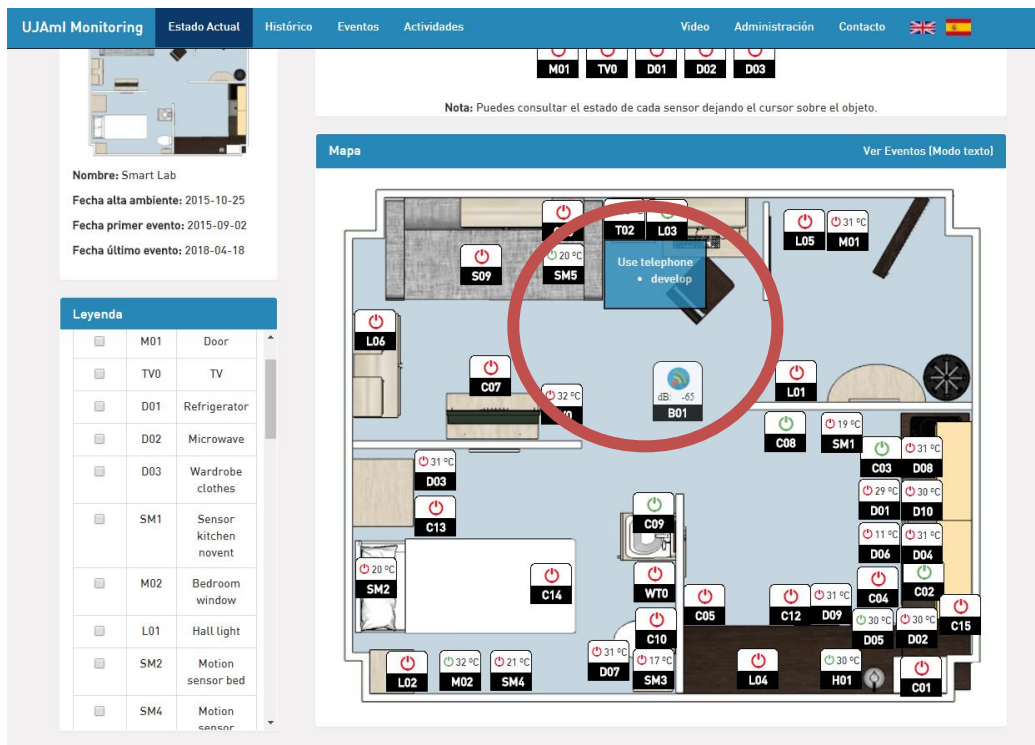 UJAmI Monitoring Estado Actual Histórico Eventos Actividades Video Administración Contacto
M01 TV0 D01 D02 D03
Nota: Puedes consultar el estado de cada sensor dejando el cursor sobre el objeto.
Nombre: Smart Lab
Fecha alta ambiente: 2015-10-25
Fecha primer evento: 2015-09-02
Fecha último evento: 2018-04-18
Leyenda
M01 Door
TV0 TV
D01 Refrigerator
D02 Microwave
D03 Wardrobe
clothes
SM1 Sensor
kitchen
novent
M02 Bedroom
window
L01 Hall light
SM2 Motion
sensor bed
SM4 Motion
sensor
Mapa Ver Eventos (Modo texto)
T02 L03
31 ºC
L05 M01
20 ºC
S09 SM5
Use telephone
• develop
L06
C07
32 ºC
dB: -65
B01
L01
19 ºC
C08 SM1
31 ºC
C03 D08
31 ºC
D03
29 ºC 30 ºC
D01 D10
C13
C09
11 ºC 31 ºC
D06 D04
20 ºC
SM2
C14
WT0
C04 C02
C05
31 ºC
C12 D09
C15
30 ºC 30 ºC
D05 D02
C10
31 ºC
D07
17 ºC
SM3
32 ºC 21 ºC
L02 M02 SM4
L04
30 ºC
H01
C01